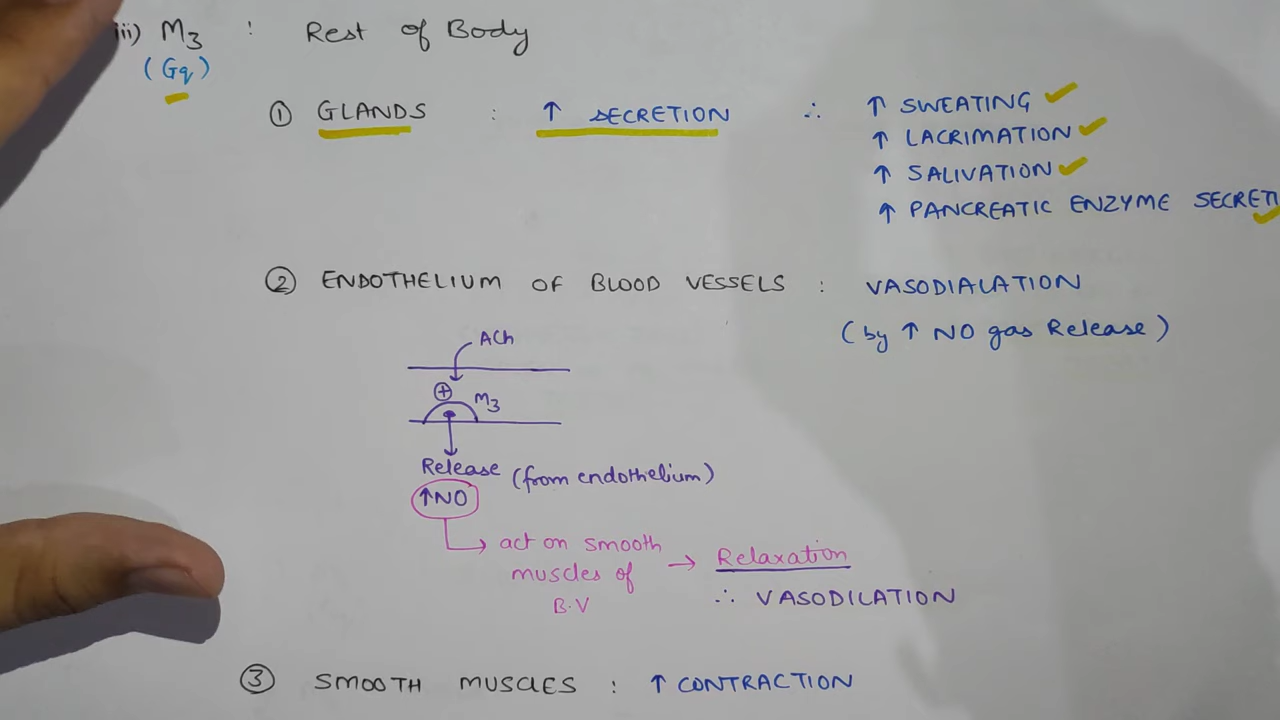 ii) M3 : Rest of Body
(Gq)
① GLANDS : ↑ SECRETION ∴ ↑ SWEATING
↑ LACRIMATION
↑ SALIVATION
↑ PANCREATIC ENZYME SECRETI
② ENDOTHELIUM OF BLOOD VESSELS : VASODIALATION
(by ↑ NO gas Release)
ACh
⊕ M3
Release (from endothelium)
↑NO
act on smooth → Relaxation
muscles of
B.V
∴ VASODILATION
③ SMOOTH MUSCLES : ↑ CONTRACTION